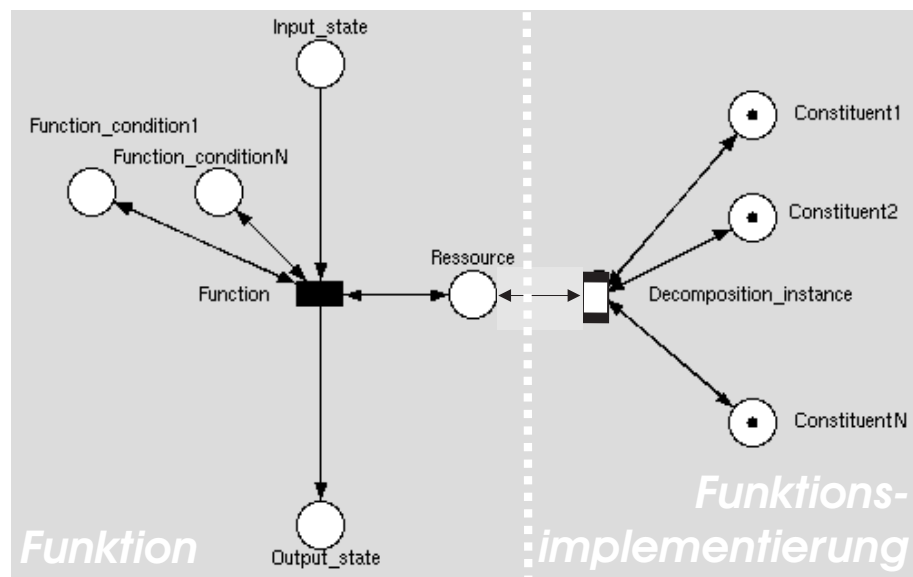 Input_state
Function_condition1
Function_conditionN
Constituent1
Constituent2
Ressource
Function
Decomposition_instance
ConstituentN
Output_state
Funktion
Funktions-
implementierung